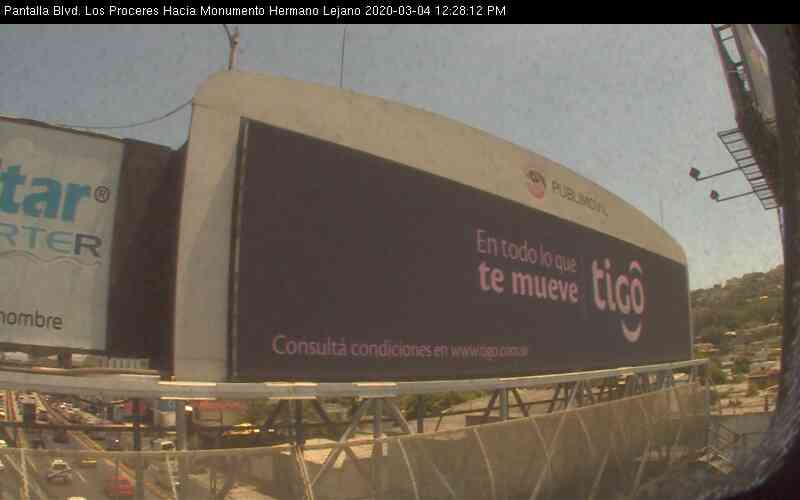 Pantalla Blvd. Los Proceres Hacia Monumento Hermano Lejano 2020-03-04 12:28:12 PM
tar®
RTER
nombre
PUBLIMOVIL
En todo lo que
te mueve
tigo
Consultá condiciones en www.tigo.com.sv